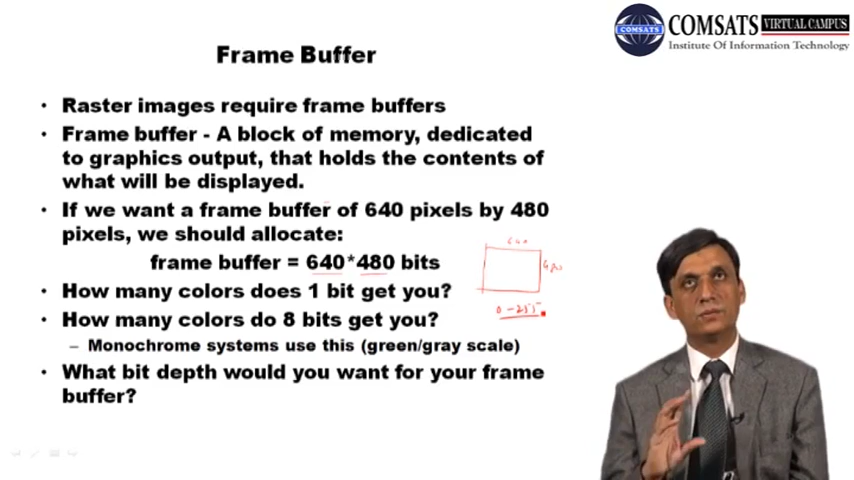 COMSATS VIRTUAL CAMPUS
Institute Of Information Technology
Frame Buffer
• Raster images require frame buffers
• Frame buffer - A block of memory, dedicated
to graphics output, that holds the contents of
what will be displayed.
• If we want a frame buffer of 640 pixels by 480
pixels, we should allocate:
frame buffer = 640*480 bits
640
480
• How many colors does 1 bit get you?
0-255
• How many colors do 8 bits get you?
– Monochrome systems use this (green/gray scale)
• What bit depth would you want for your frame
buffer?